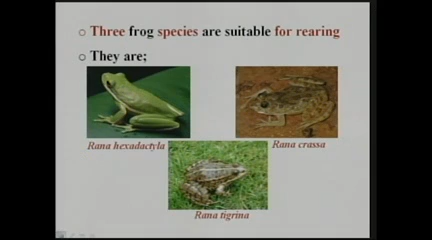 Three frog species are suitable for rearing
They are;
Rana hexadactyla
Rana crassa
Rana tigrina